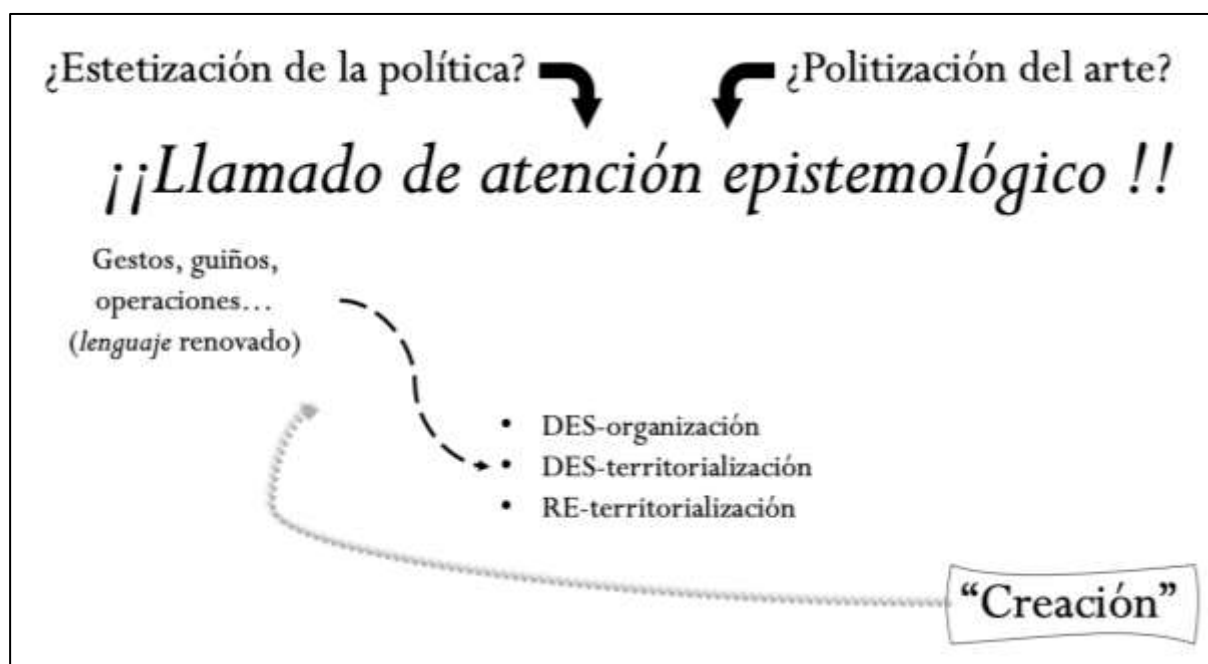 ¿Estetización de la política?
¿Politización del arte?
¡¡Llamado de atención epistemológico !!
Gestos, guiños,
operaciones…
(lenguaje renovado)
• DES-organización
• DES-territorialización
• RE-territorialización
“Creación”